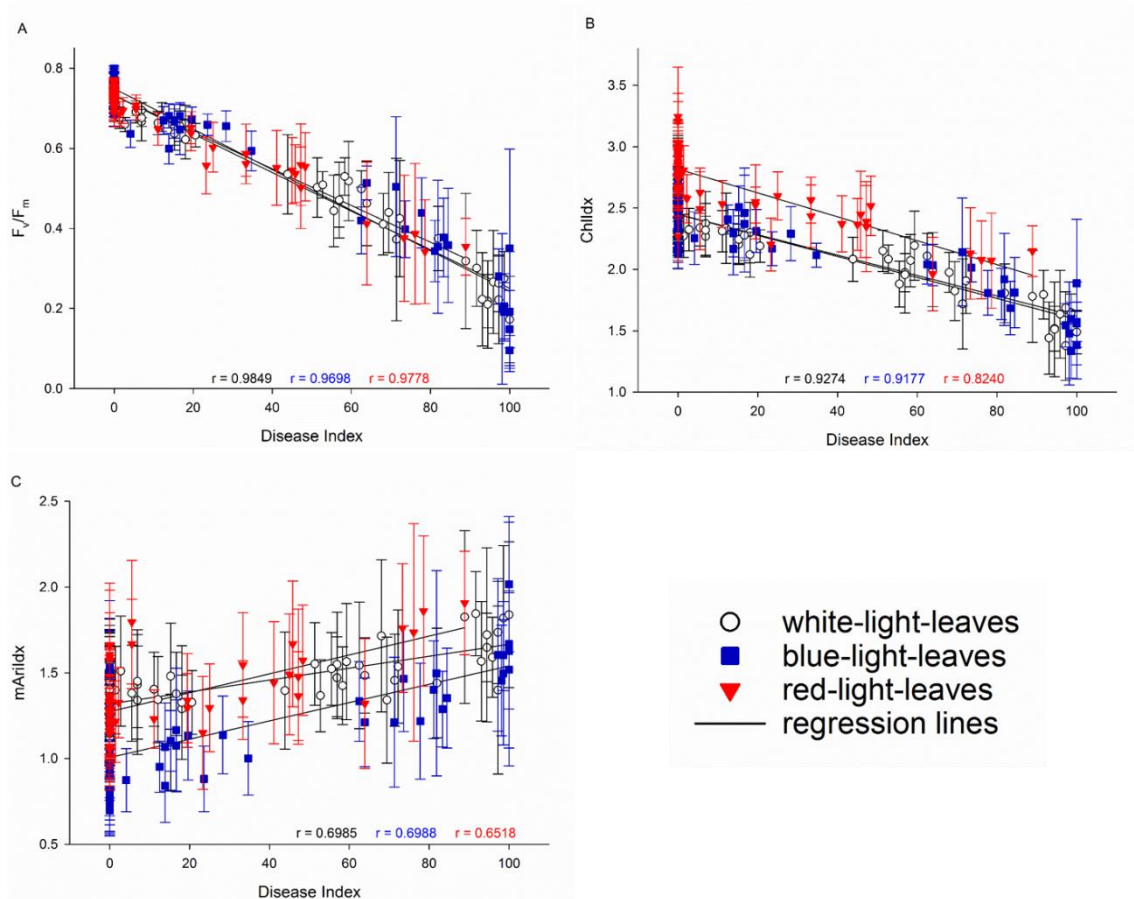 A
F_v/F_m
0.8
0.6
0.4
0.2
0.0
r = 0.9849 r = 0.9698 r = 0.9778
0 20 40 60 80 100
Disease Index
B
ChlIdx
3.5
3.0
2.5
2.0
1.5
1.0
r = 0.9274 r = 0.9177 r = 0.8240
0 20 40 60 80 100
Disease Index
C
mAriIdx
2.5
2.0
1.5
1.0
0.5
r = 0.6985 r = 0.6988 r = 0.6518
0 20 40 60 80 100
Disease Index
white-light-leaves
blue-light-leaves
red-light-leaves
regression lines